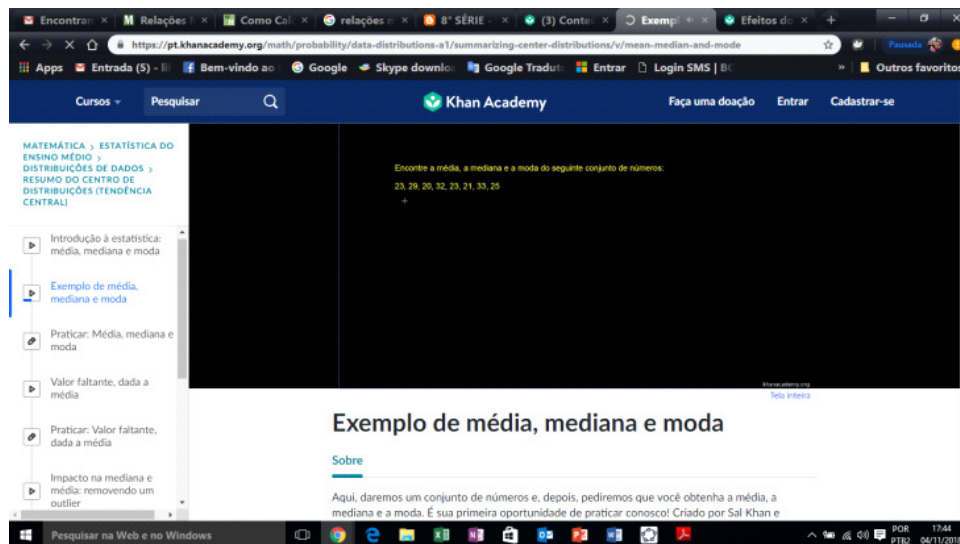 Encontran
Relações
Como Cal
relações n
8° SÉRIE -
(3) Conte
Exempl
Efeitos do
https://pt.khanacademy.org/math/probability/data-distributions-a1/summarizing-center-distributions/v/mean-median-and-mode
Pausada
Apps
Entrada (5) - li
Bem-vindo ao
Google
Skype downlo
Google Tradut
Entrar
Login SMS | BC
»
Outros favoritos
Cursos
Pesquisar
Khan Academy
Faça uma doação
Entrar
Cadastrar-se
MATEMÁTICA > ESTATÍSTICA DO
ENSINO MÉDIO >
DISTRIBUIÇÕES DE DADOS >
RESUMO DO CENTRO DE
DISTRIBUIÇÕES (TENDÊNCIA
CENTRAL)
Introdução à estatística:
média, mediana e moda
Exemplo de média,
mediana e moda
Praticar: Média, mediana e
moda
Valor faltante, dada a
média
Praticar: Valor faltante,
dada a média
Impacto na mediana e
média: removendo um
outlier
Encontre a média, a mediana e a moda do seguinte conjunto de números:
23, 29, 20, 32, 23, 21, 33, 25
khanacademy.org
Tela inteira
Exemplo de média, mediana e moda
Sobre
Aqui, daremos um conjunto de números e, depois, pediremos que você obtenha a média, a
mediana e a moda. É sua primeira oportunidade de praticar conosco! Criado por Sal Khan e
Pesquisar na Web e no Windows
POR
PTB2
17:44
04/11/2018